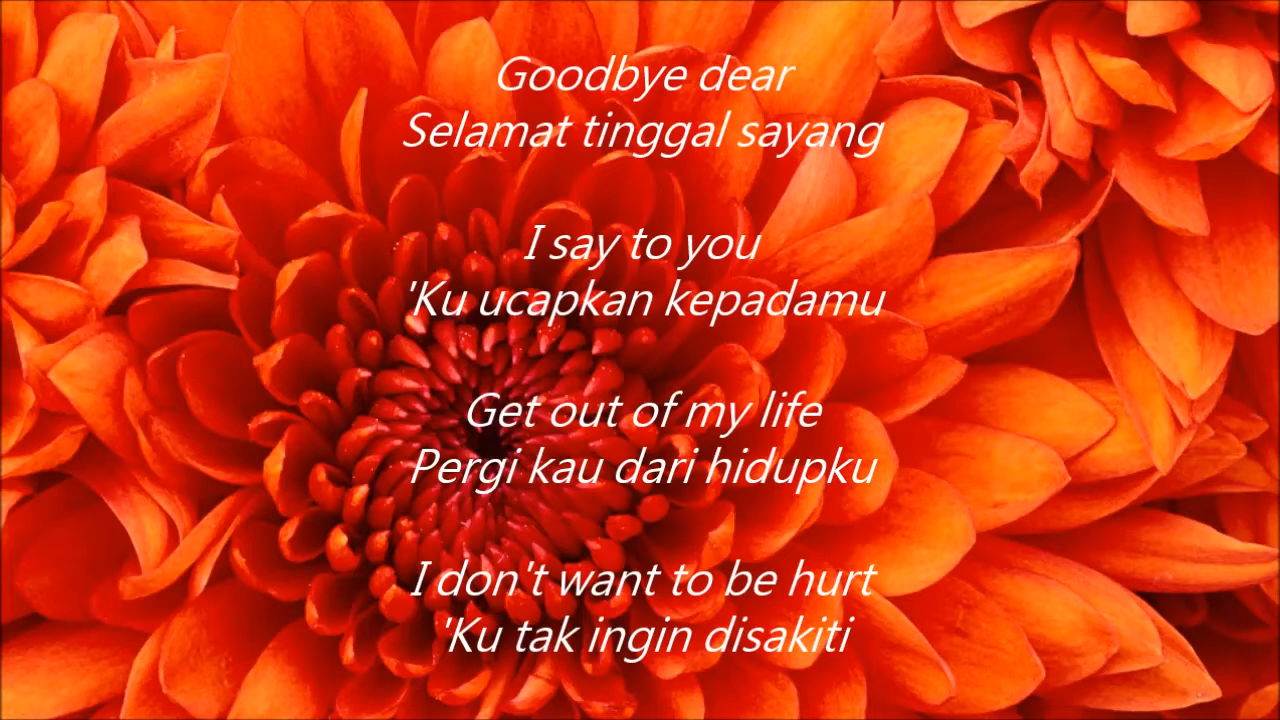 Goodbye dear
Selamat tinggal sayang
I say to you
'Ku ucapkan kepadamu
Get out of my life
Pergi kau dari hidupku
I don't want to be hurt
'Ku tak ingin disakiti